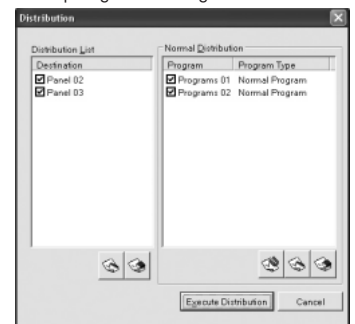 Distribution
Distribution List
Destination
Panel 02
Panel 03
Normal Distribution
Program Program Type
Programs 01 Normal Program
Programs 02 Normal Program
Execute Distribution Cancel